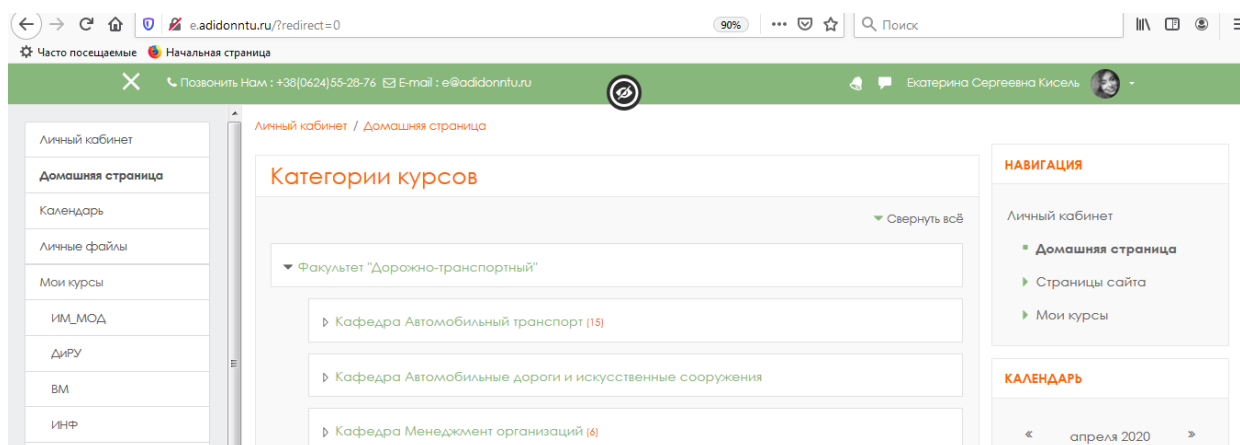 e.adidonntu.ru/?redirect=0
90%
Поиск
Часто посещаемые
Начальная страница
Позвонить Нам : +38(0624)55-28-76 E-mail : e@adidonntu.ru
Екатерина Сергеевна Кисель
Личный кабинет
Домашняя страница
Календарь
Личные файлы
Мои курсы
ИМ_МОД
ДиРУ
ВМ
ИНФ
Личный кабинет / Домашняя страница
Категории курсов
Свернуть всё
Факультет "Дорожно-транспортный"
Кафедра Автомобильный транспорт (15)
Кафедра Автомобильные дороги и искусственные сооружения
Кафедра Менеджмент организаций (6)
НАВИГАЦИЯ
Личный кабинет
Домашняя страница
Страницы сайта
Мои курсы
КАЛЕНДАРЬ
« апреля 2020 »